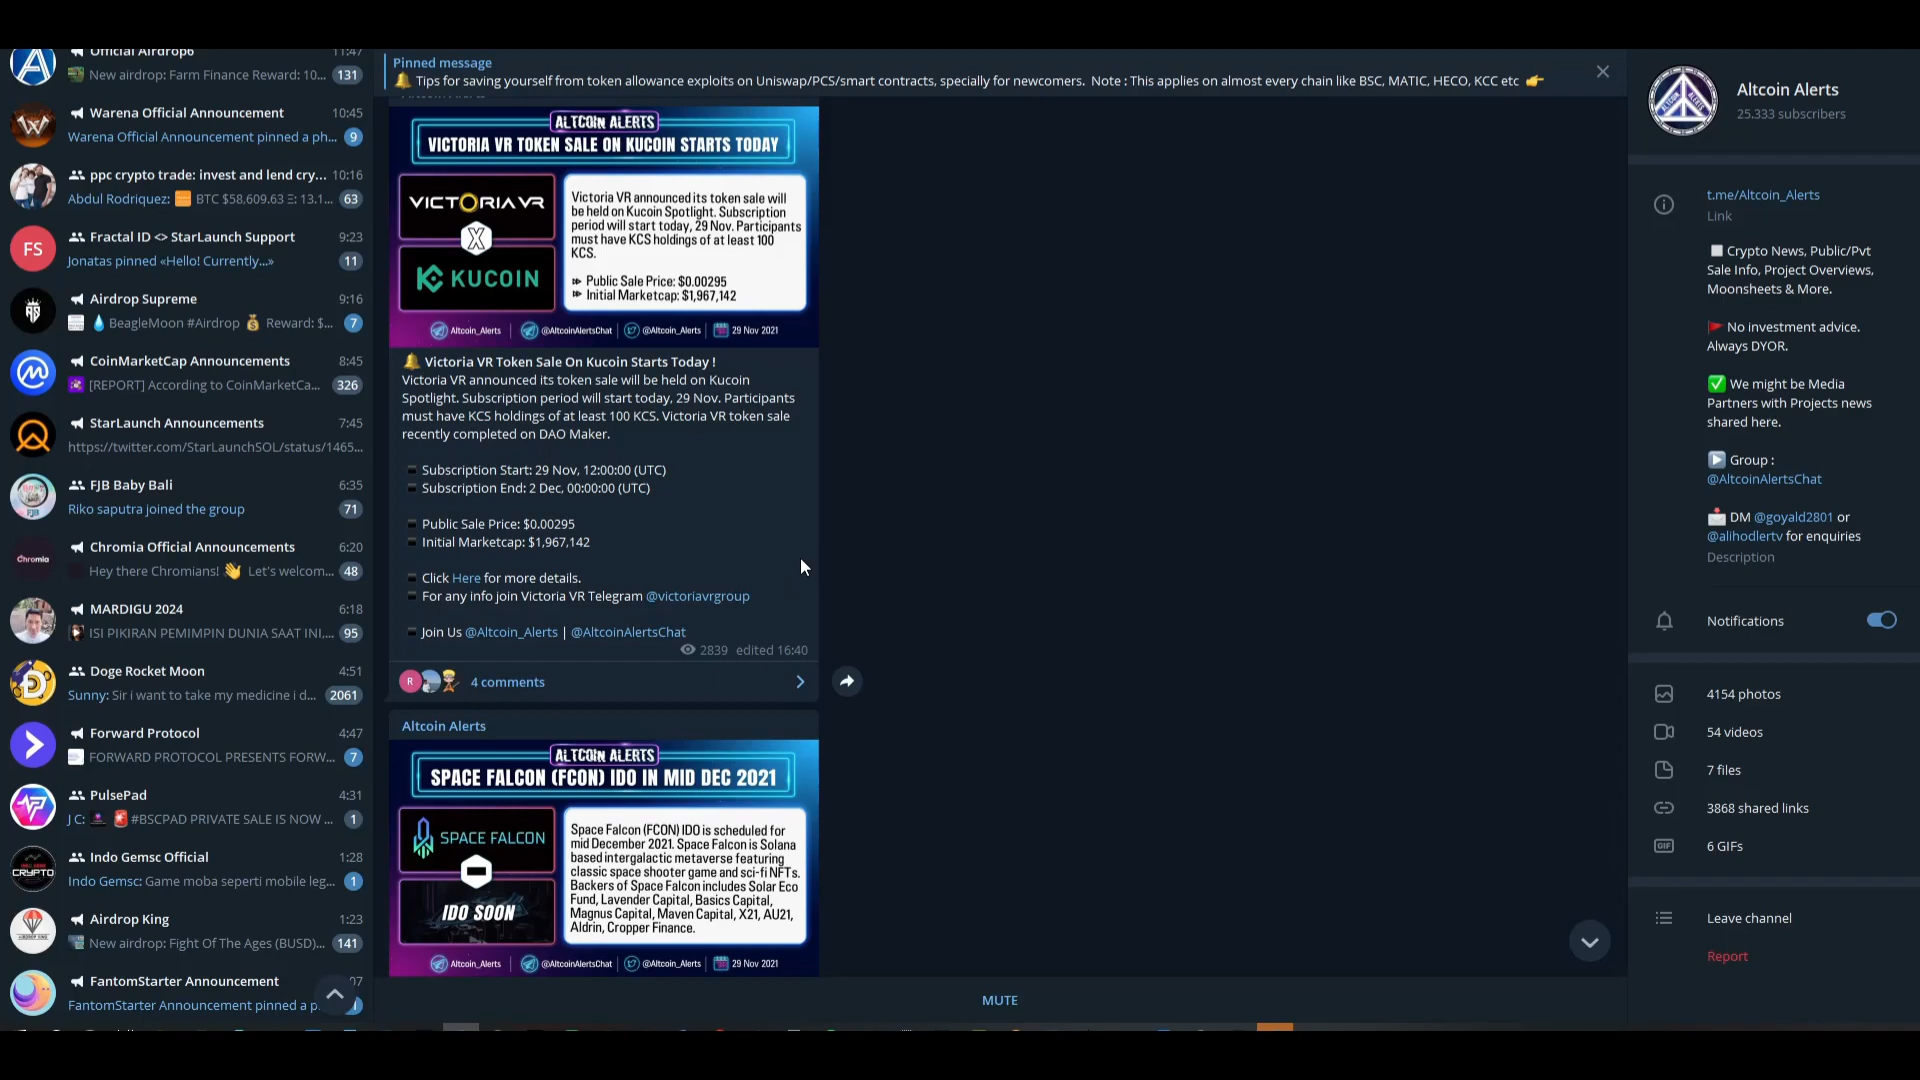 Official Airdrop6 11:47
New airdrop: Farm Finance Reward: 10... 131
Warena Official Announcement 10:45
Warena Official Announcement pinned a ph... 9
ppc crypto trade: invest and lend cry... 10:16
Abdul Rodriquez: BTC $58,609.63 Ξ: 13.1... 63
FS
Fractal ID <> StarLaunch Support 9:23
Jonatas pinned «Hello! Currently...» 11
Airdrop Supreme 9:16
BeagleMoon #Airdrop 💰 Reward: $... 7
CoinMarketCap Announcements 8:45
[REPORT] According to CoinMarketCa... 326
StarLaunch Announcements 7:45
https://twitter.com/StarLaunchSOL/status/1465...
FJB Baby Bali 6:35
Riko saputra joined the group 71
Chromia
Chromia Official Announcements 6:20
Hey there Chromians! 👋 Let's welcom... 48
MARDIGU 2024 6:18
ISI PIKIRAN PEMIMPIN DUNIA SAAT INI,... 95
Doge Rocket Moon 4:51
Sunny: Sir i want to take my medicine i d... 2061
Forward Protocol 4:47
FORWARD PROTOCOL PRESENTS FORW... 7
PulsePad 4:31
J C: 🚨 #BSCPAD PRIVATE SALE IS NOW ... 1
CRYPTO
Indo Gemsc Official 1:28
Indo Gemsc: Game moba seperti mobile leg... 1
Airdrop King 1:23
New airdrop: Fight Of The Ages (BUSD)... 141
FantomStarter Announcement 07
FantomStarter Announcement pinned a p.
Pinned message
🔔 Tips for saving yourself from token allowance exploits on Uniswap/PCS/smart contracts, specially for newcomers. Note : This applies on almost every chain like BSC, MATIC, HECO, KCC etc 👉
ALTCOIN ALERTS
VICTORIA VR TOKEN SALE ON KUCOIN STARTS TODAY
VICTORIA VR
X
KUCOIN
Victoria VR announced its token sale will
be held on Kucoin Spotlight. Subscription
period will start today, 29 Nov. Participants
must have KCS holdings of at least 100
KCS.
Public Sale Price: $0.00295
Initial Marketcap: $1,967,142
Altcoin_Alerts | @AltcoinAlertsChat | @Altcoin_Alerts | 29 Nov 2021
🔔 Victoria VR Token Sale On Kucoin Starts Today !
Victoria VR announced its token sale will be held on Kucoin
Spotlight. Subscription period will start today, 29 Nov. Participants
must have KCS holdings of at least 100 KCS. Victoria VR token sale
recently completed on DAO Maker.
Subscription Start: 29 Nov, 12:00:00 (UTC)
Subscription End: 2 Dec, 00:00:00 (UTC)
Public Sale Price: $0.00295
Initial Marketcap: $1,967,142
Click Here for more details.
For any info join Victoria VR Telegram @victoriavrgroup
Join Us @Altcoin_Alerts | @AltcoinAlertsChat
2839 edited 16:40
R
4 comments
Altcoin Alerts
ALTCOIN ALERTS
SPACE FALCON (FCON) IDO IN MID DEC 2021
SPACE FALCON
IDO SOON
Space Falcon (FCON) IDO is scheduled for
mid December 2021. Space Falcon is Solana
based intergalactic metaverse featuring
classic space shooter game and sci-fi NFTs.
Backers of Space Falcon includes Solar Eco
Fund, Lavender Capital, Basics Capital,
Magnus Capital, Maven Capital, X21, AU21,
Aldrin, Cropper Finance.
Altcoin_Alerts | @AltcoinAlertsChat | @Altcoin_Alerts | 29 Nov 2021
MUTE
Altcoin Alerts
25.333 subscribers
t.me/Altcoin_Alerts
Link
Crypto News, Public/Pvt
Sale Info, Project Overviews,
Moonsheets & More.
🚩 No investment advice.
Always DYOR.
✅ We might be Media
Partners with Projects news
shared here.
▶️ Group :
@AltcoinAlertsChat
📩 DM @goyald2801 or
@alihodlertv for enquiries
Description
Notifications
4154 photos
54 videos
7 files
3868 shared links
GIF 6 GIFs
Leave channel
Report